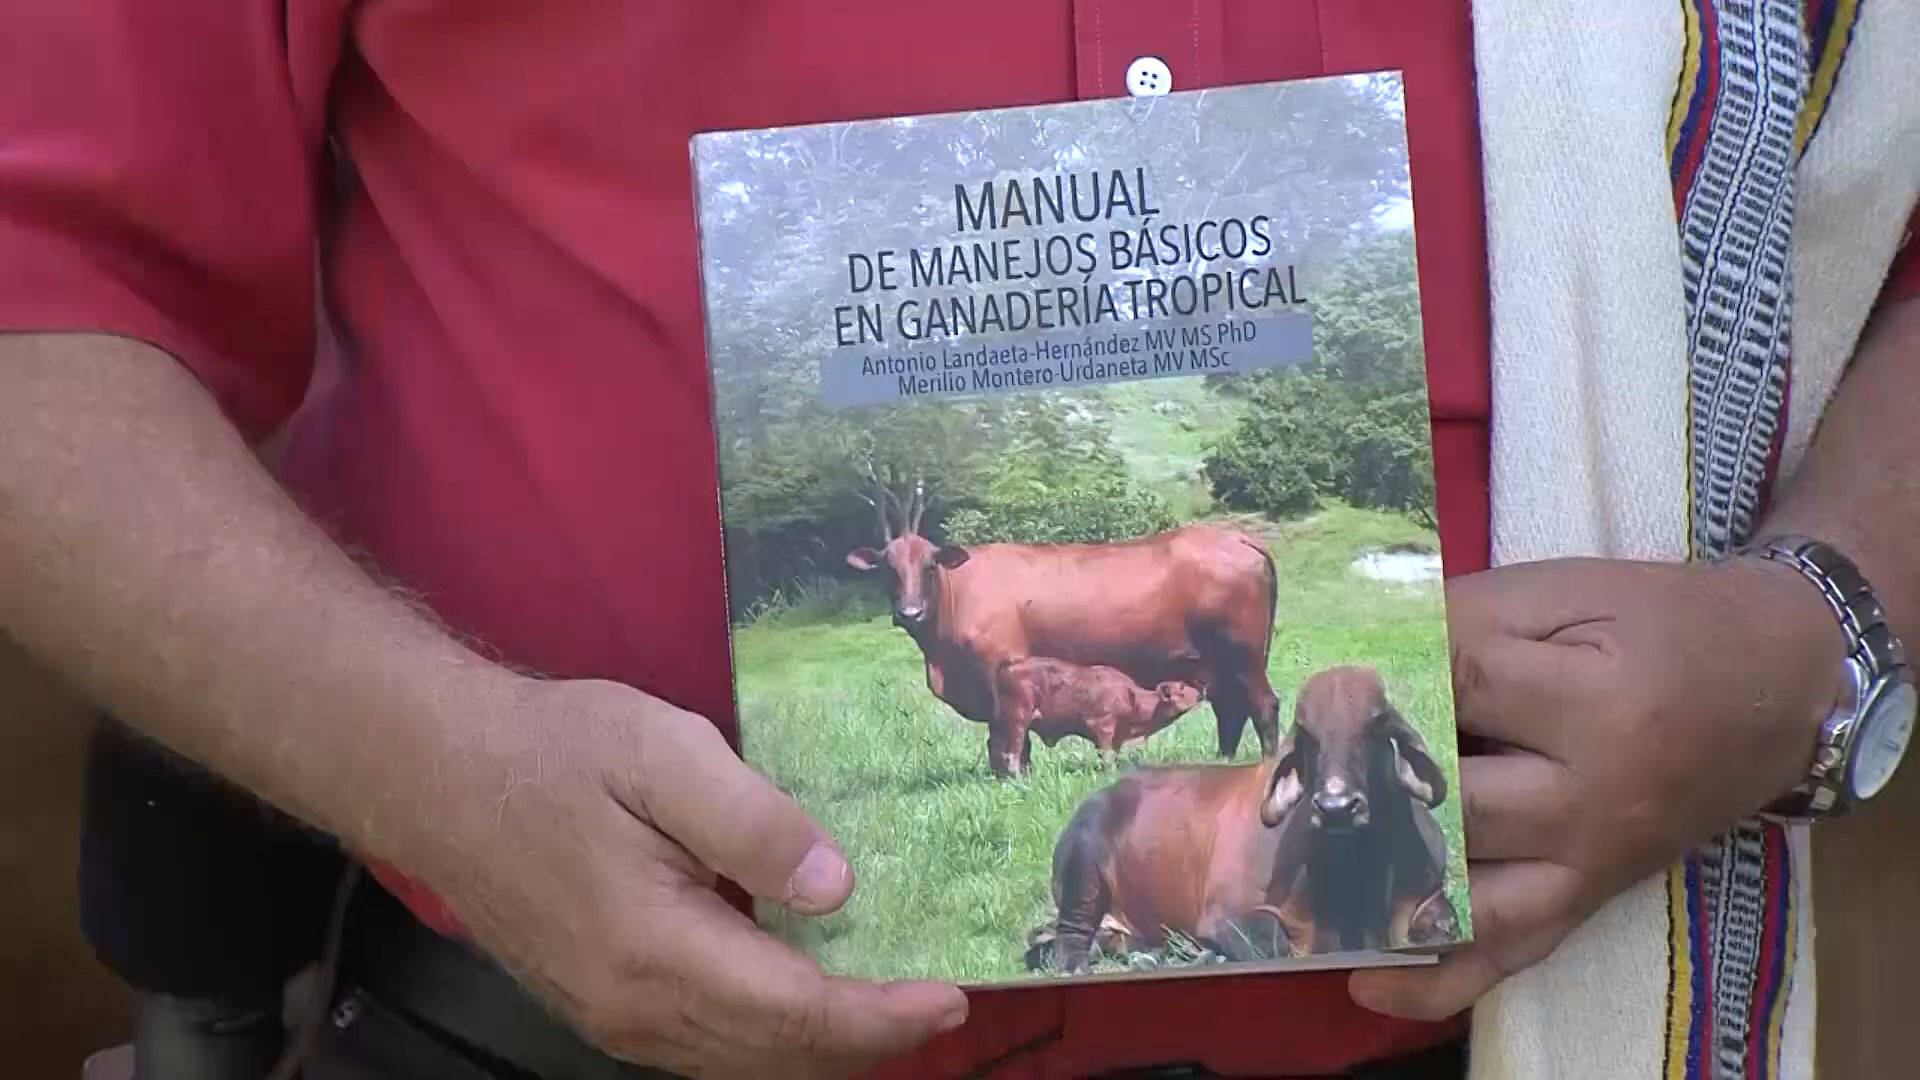 MANUAL
DE MANEJOS BÁSICOS
EN GANADERÍA TROPICAL
Antonio Landaeta-Hernández MV MS PhD
Merilio Montero-Urdaneta MV MSc